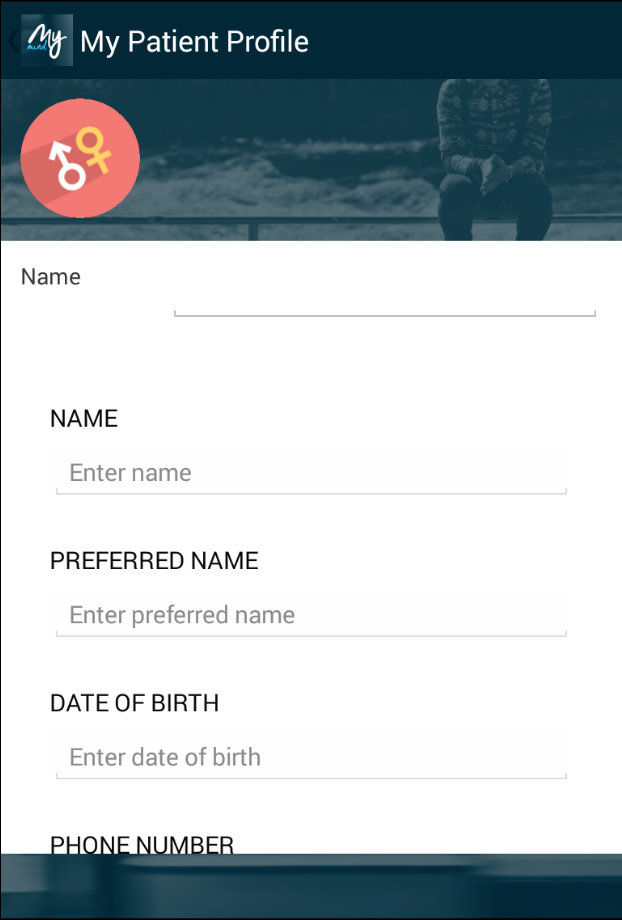 My
mind
My Patient Profile
Name
NAME
Enter name
PREFERRED NAME
Enter preferred name
DATE OF BIRTH
Enter date of birth
PHONE NUMBER